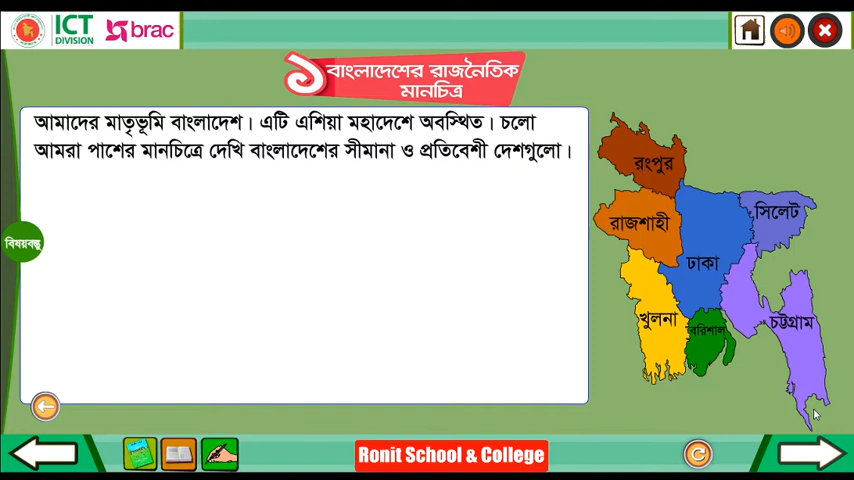 ICT
DIVISION
brac
১
বাংলাদেশের রাজনৈতিক
মানচিত্র
আমাদের মাতৃভূমি বাংলাদেশ। এটি এশিয়া মহাদেশে অবস্থিত। চলো
আমরা পাশের মানচিত্রে দেখি বাংলাদেশের সীমানা ও প্রতিবেশী দেশগুলো।
বিষয়বস্তু
রংপুর
রাজশাহী
সিলেট
ঢাকা
খুলনা
বরিশাল
চট্টগ্রাম
Ronit School & College